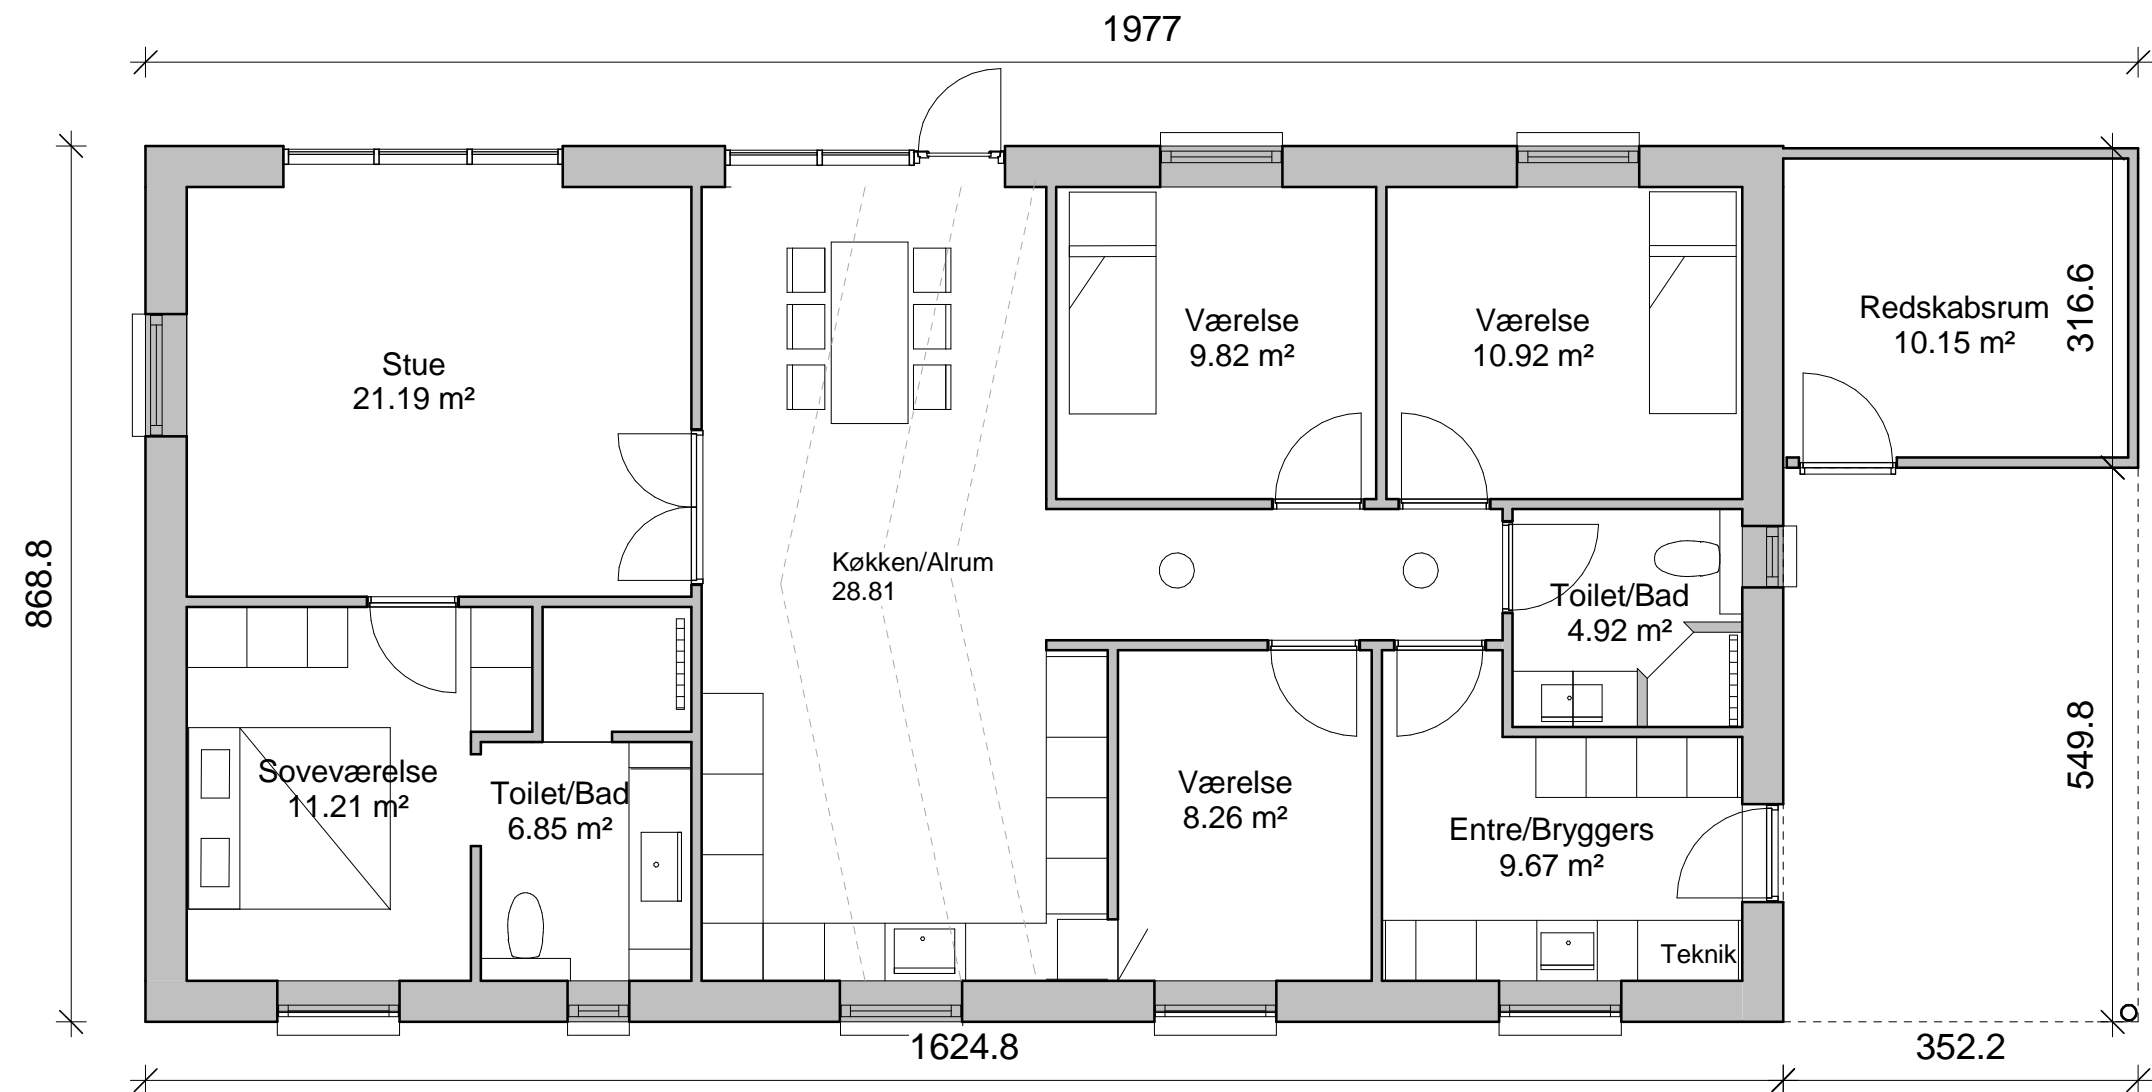 1977
868.8
Stue
21.19 m²
Køkken/Alrum
28.81
Værelse
9.82 m²
Værelse
10.92 m²
Redskabsrum
10.15 m²
316.6
Toilet/Bad
4.92 m²
Soveværelse
11.21 m²
Toilet/Bad
6.85 m²
Værelse
8.26 m²
Entre/Bryggers
9.67 m²
Teknik
549.8
1624.8
352.2